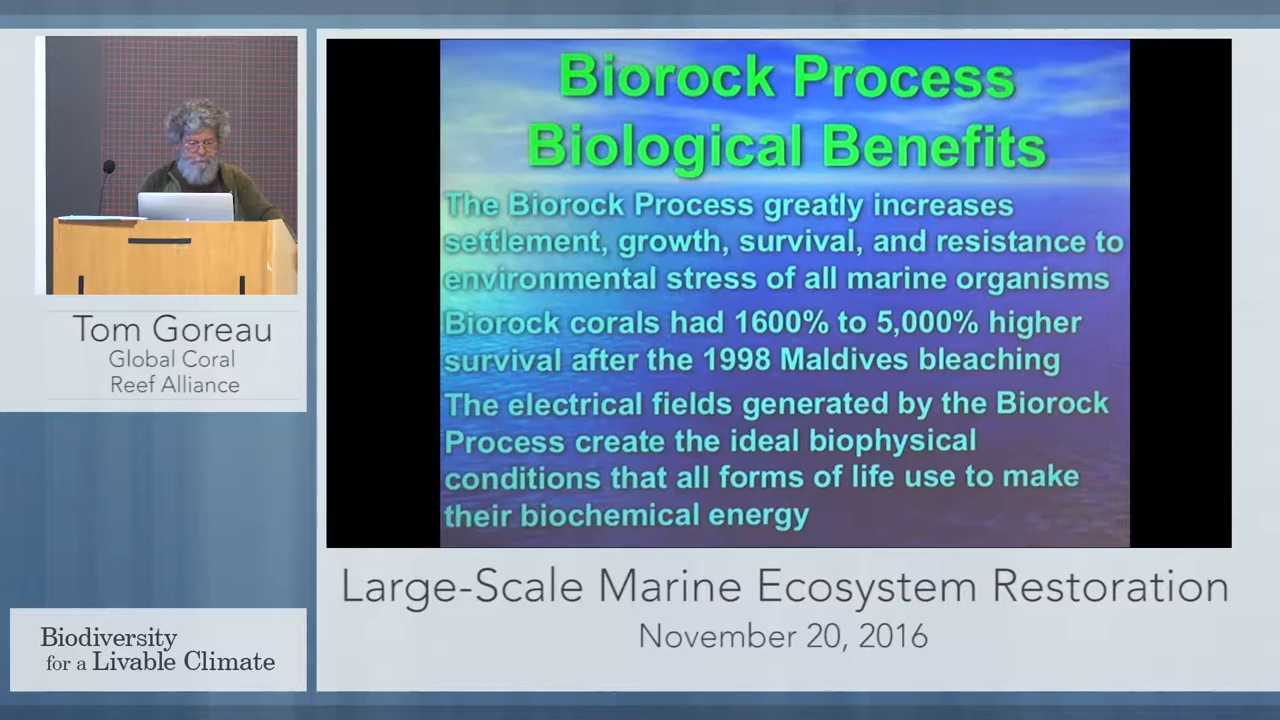 Biorock Process
Biological Benefits
The Biorock Process greatly increases
settlement, growth, survival, and resistance to
environmental stress of all marine organisms
Biorock corals had 1600% to 5,000% higher
survival after the 1998 Maldives bleaching
The electrical fields generated by the Biorock
Process create the ideal biophysical
conditions that all forms of life use to make
their biochemical energy
Tom Goreau
Global Coral
Reef Alliance
Large-Scale Marine Ecosystem Restoration
November 20, 2016
Biodiversity
for a Livable Climate